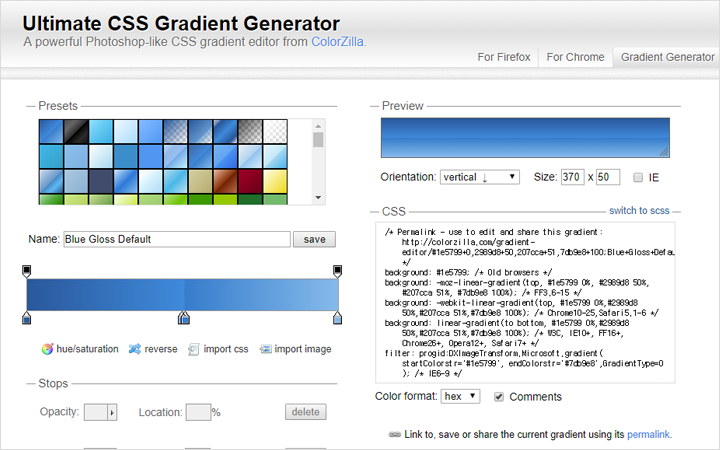 Ultimate CSS Gradient Generator
A powerful Photoshop-like CSS gradient editor from ColorZilla.
For Firefox
For Chrome
Gradient Generator
Presets
Name: Blue Gloss Default save
hue/saturation reverse import css import image
Stops
Opacity: Location: % delete
Preview
Orientation: vertical ↓ Size: 370 x 50 IE
CSS switch to scss
/* Permalink - use to edit and share this gradient:
http://colorzilla.com/gradient-
editor/#1e5799+0,2989d8+50,207cca+51,7db9e8+100;Blue+Gloss+Defau
*/
background: #1e5799; /* Old browsers */
background: -moz-linear-gradient(top, #1e5799 0%, #2989d8 50%,
#207cca 51%, #7db9e8 100%); /* FF3.6-15 */
background: -webkit-linear-gradient(top, #1e5799 0%,#2989d8
50%,#207cca 51%,#7db9e8 100%); /* Chrome10-25,Safari5.1-6 */
background: linear-gradient(to bottom, #1e5799 0%,#2989d8
50%,#207cca 51%,#7db9e8 100%); /* W3C, IE10+, FF16+,
Chrome26+, Opera12+, Safari7+ */
filter: progid:DXImageTransform.Microsoft.gradient(
startColorstr='#1e5799', endColorstr='#7db9e8',GradientType=0
); /* IE6-9 */
Color format: hex Comments
Link to, save or share the current gradient using its permalink.